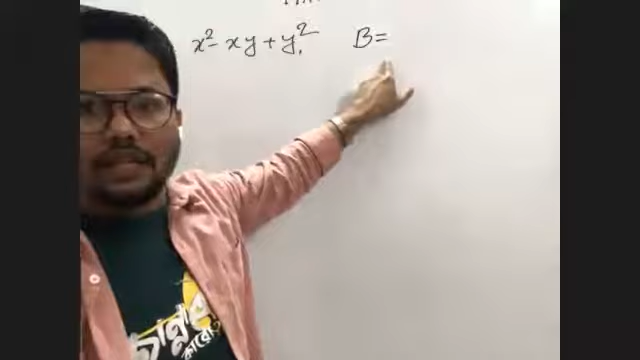 x² - xy + y², B =
কারো